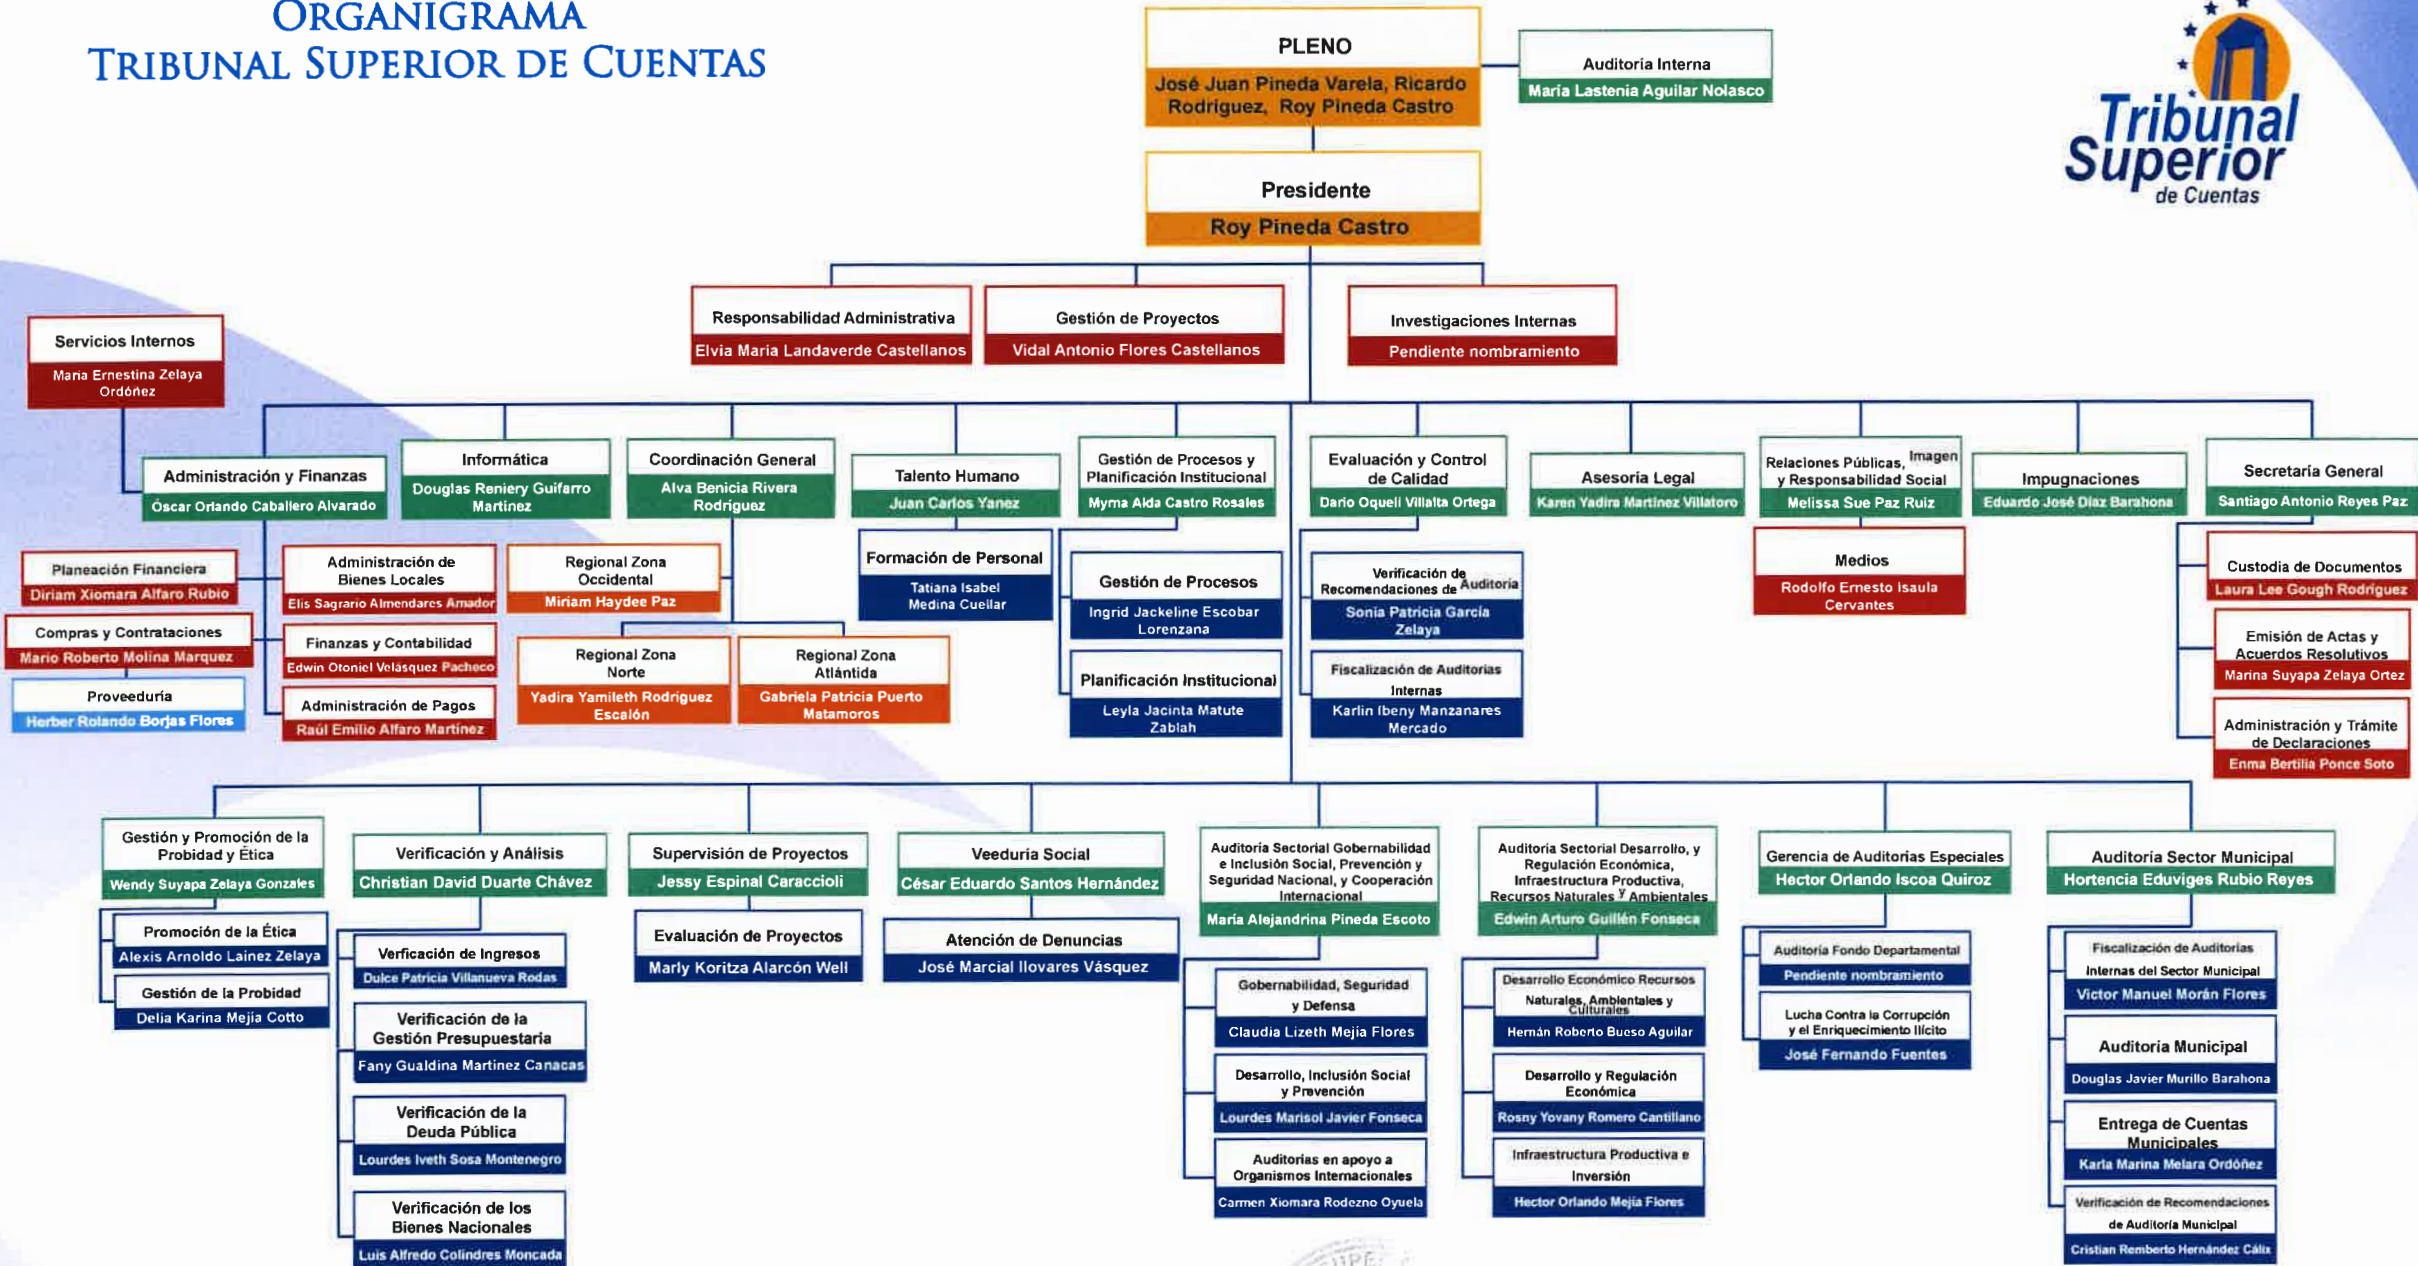 ORGANIGRAMA
TRIBUNAL SUPERIOR DE CUENTAS
PLENO
José Juan Pineda Varela, Ricardo
Rodríguez, Roy Pineda Castro
Auditoría Interna
María Lastenia Aguilar Nolasco
Tribunal
Superior
de Cuentas
Presidente
Roy Pineda Castro
Responsabilidad Administrativa
Elvia María Landaverde Castellanos
Gestión de Proyectos
Vidal Antonio Flores Castellanos
Investigaciones Internas
Pendiente nombramiento
Servicios Internos
María Ernestina Zelaya
Ordóñez
Administración y Finanzas
Óscar Orlando Caballero Alvarado
Informática
Douglas Reniery Guifarro
Martínez
Coordinación General
Alva Benicia Rivera
Rodríguez
Talento Humano
Juan Carlos Yanez
Gestión de Procesos y
Planificación Institucional
Myrna Alda Castro Rosales
Evaluación y Control
de Calidad
Dario Oquell Villalta Ortega
Asesoría Legal
Karen Yadira Martínez Villatoro
Relaciones Públicas, Imagen
y Responsabilidad Social
Melissa Sue Paz Ruiz
Impugnaciones
Eduardo José Díaz Barahona
Secretaría General
Santiago Antonio Reyes Paz
Planeación Financiera
Diriam Xiomara Alfaro Rubio
Compras y Contrataciones
Mario Roberto Molina Marquez
Proveeduría
Herber Rolando Borjas Flores
Administración de
Bienes Locales
Elis Sagrario Almendares Amador
Finanzas y Contabilidad
Edwin Otoniel Velásquez Pacheco
Administración de Pagos
Raúl Emilio Alfaro Martínez
Regional Zona
Occidental
Miriam Haydee Paz
Regional Zona
Norte
Yadira Yamileth Rodríguez
Escalón
Regional Zona
Atlántida
Gabriela Patricia Puerto
Matamoros
Formación de Personal
Tatiana Isabel
Medina Cuellar
Gestión de Procesos
Ingrid Jackeline Escobar
Lorenzana
Planificación Institucional
Leyla Jacinta Matute
Zablah
Verificación de
Recomendaciones de Auditoría
Sonia Patricia García
Zelaya
Fiscalización de Auditorias
Internas
Karlin Ibeny Manzanares
Mercado
Medios
Rodolfo Ernesto Isaula
Cervantes
Custodia de Documentos
Laura Lee Gough Rodríguez
Emisión de Actas y
Acuerdos Resolutivos
Marina Suyapa Zelaya Ortez
Administración y Trámite
de Declaraciones
Enma Bertilia Ponce Soto
Gestión y Promoción de la
Probidad y Ética
Wendy Suyapa Zelaya Gonzales
Promoción de la Ética
Alexis Arnoldo Lainez Zelaya
Gestión de la Probidad
Delia Karina Mejía Cotto
Verificación y Análisis
Christian David Duarte Chávez
Verficación de Ingresos
Dulce Patricia Villanueva Rodas
Verificación de la
Gestión Presupuestaria
Fany Gualdina Martínez Canacas
Verificación de la
Deuda Pública
Lourdes Iveth Sosa Montenegro
Verificación de los
Bienes Nacionales
Luis Alfredo Colindres Moncada
Supervisión de Proyectos
Jessy Espinal Caraccioli
Evaluación de Proyectos
Marly Koritza Alarcón Well
Veeduría Social
César Eduardo Santos Hernández
Atención de Denuncias
José Marcial Ilovares Vásquez
Auditoría Sectorial Gobernabilidad
e Inclusión Social, Prevención y
Seguridad Nacional, y Cooperación
Internacional
María Alejandrina Pineda Escoto
Gobernabilidad, Seguridad
y Defensa
Claudia Lizeth Mejía Flores
Desarrollo, Inclusión Social
y Prevención
Lourdes Marisol Javier Fonseca
Auditorías en apoyo a
Organismos Internacionales
Carmen Xiomara Rodezno Oyuela
Auditoria Sectorial Desarrollo, y
Regulación Económica,
Infraestructura Productiva,
Recursos Naturales y Ambientales
Edwin Arturo Guillén Fonseca
Desarrollo Económico Recursos
Naturales, Ambientales y
Culturales
Hernán Roberto Bueso Aguilar
Desarrollo y Regulación
Económica
Rosny Yovany Romero Cantillano
Infraestructura Productiva e
Inversión
Hector Orlando Mejía Flores
Gerencia de Auditorías Especiales
Hector Orlando Iscoa Quiroz
Auditoría Fondo Departamental
Pendiente nombramiento
Lucha Contra la Corrupción
y el Enriquecimiento Ilícito
José Fernando Fuentes
Auditoría Sector Municipal
Hortencia Eduviges Rubio Reyes
Fiscalización de Auditorias
Internas del Sector Municipal
Victor Manuel Morán Flores
Auditoría Municipal
Douglas Javier Murillo Barahona
Entrega de Cuentas
Municipales
Karla Marina Melara Ordóñez
Verificación de Recomendaciones
de Auditoría Municipal
Cristian Remberto Hernández Cálix